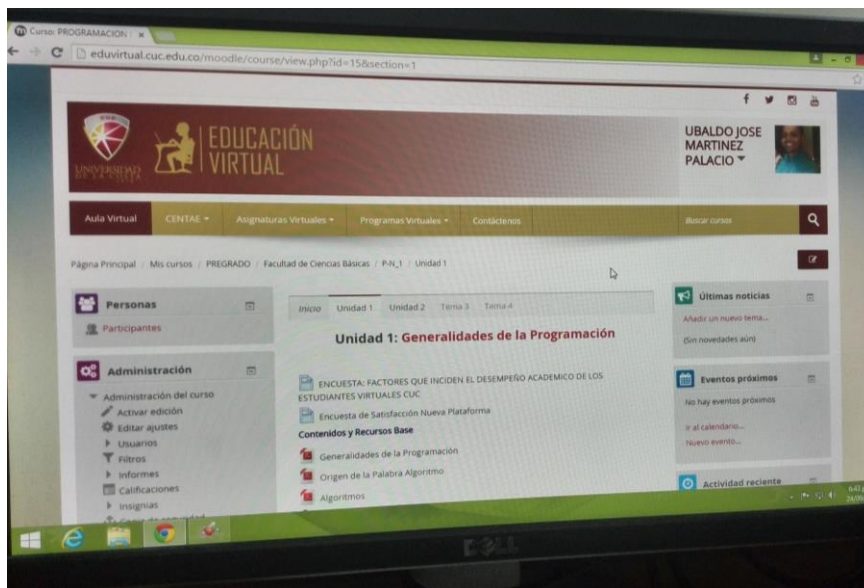 Curso: PROGRAMACION I
eduvirtual.cuc.edu.co/moodle/course/view.php?id=15&section=1
UNIVERSIDAD
DE LA COSTA
EDUCACIÓN
VIRTUAL
UBALDO JOSE
MARTINEZ
PALACIO
Aula Virtual CENTAE Asignaturas Virtuales Programas Virtuales Contáctenos Buscar cursos
Página Principal / Mis cursos / PREGRADO / Facultad de Ciencias Básicas / P-N_1 / Unidad 1
Personas
Participantes
Administración
Administración del curso
Activar edición
Editar ajustes
Usuarios
Filtros
Informes
Calificaciones
Insignias
Inicio Unidad 1 Unidad 2 Tema 3 Tema 4
Unidad 1: Generalidades de la Programación
ENCUESTA: FACTORES QUE INCIDEN EL DESEMPEÑO ACADEMICO DE LOS
ESTUDIANTES VIRTUALES CUC
Encuesta de Satisfacción Nueva Plataforma
Contenidos y Recursos Base
Generalidades de la Programación
Origen de la Palabra Algoritmo
Algoritmos
Últimas noticias
Añadir un nuevo tema...
(Sin novedades aún)
Eventos próximos
No hay eventos próximos
Ir al calendario...
Nuevo evento...
Actividad reciente
DELL